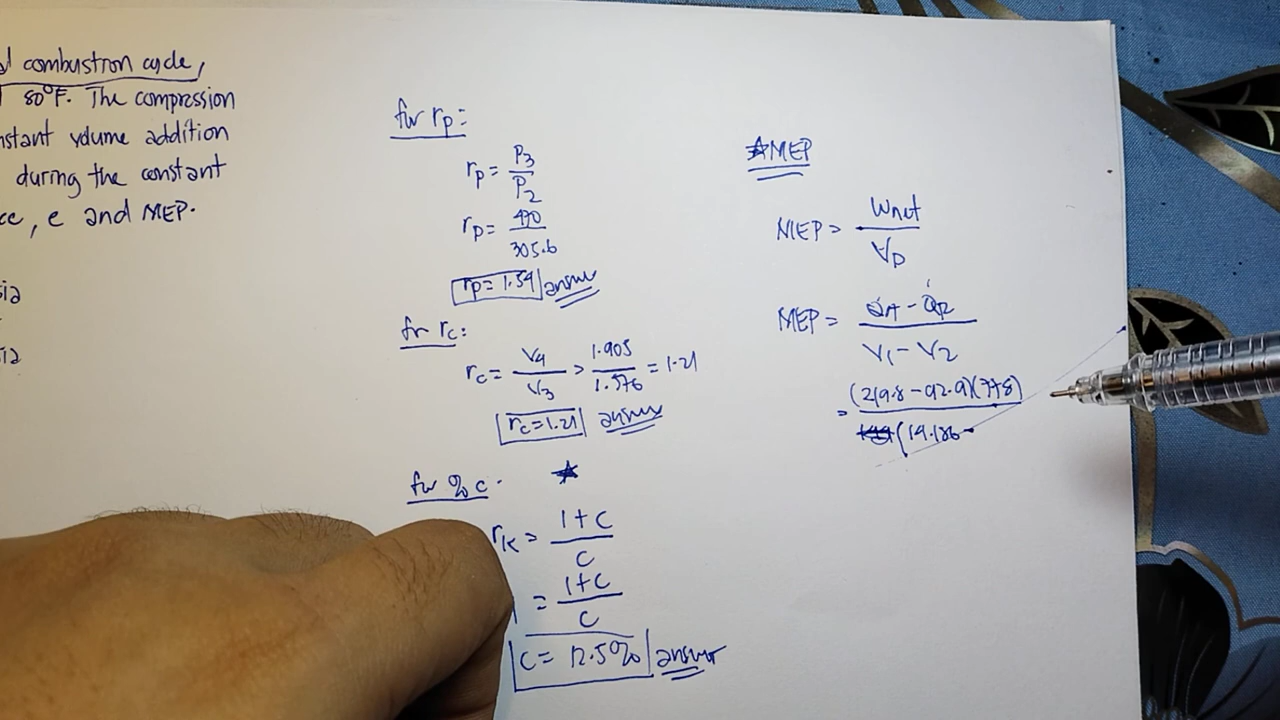 combustion cycle,
80°F. The compression
nstant volume addition
during the constant
cc, e and MEP.
sia
sia
for rp:
rp = P3 / P2
rp = 470 / 305.6
rp = 1.54 answer
for rc:
rc = V4 / V3 = 1.905 / 1.576 = 1.21
rc = 1.21 answer
for % c.
rK = 1+C / C
= 1+C / C
C = 12.5% answer
MEP
MEP = Wnet / VD
MEP = QA - QR / V1 - V2
= (219.8 - 92.9)(778) / (14.186 -